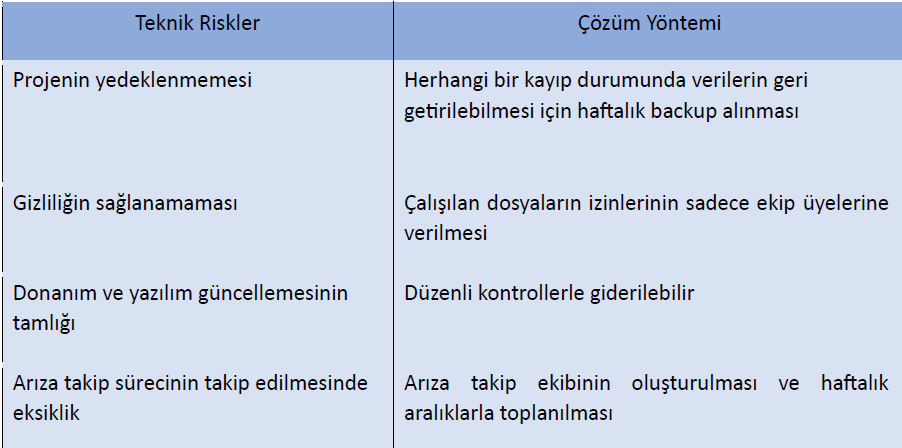 Teknik Riskler
Çözüm Yöntemi
Projenin yedeklenmemesi
Herhangi bir kayıp durumunda verilerin geri
getirilebilmesi için haftalık backup alınması
Gizliliğin sağlanamaması
Çalışılan dosyaların izinlerinin sadece ekip üyelerine
verilmesi
Donanım ve yazılım güncellemesinin
tamlığı
Düzenli kontrollerle giderilebilir
Arıza takip sürecinin takip edilmesinde
eksiklik
Arıza takip ekibinin oluşturulması ve haftalık
aralıklarla toplanılması